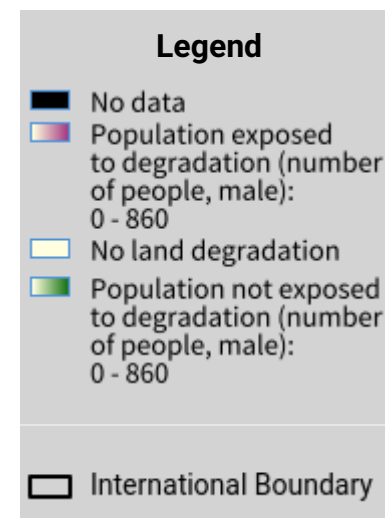 Legend
No data
Population exposed
to degradation (number
of people, male):
0 - 860
No land degradation
Population not exposed
to degradation (number
of people, male):
0 - 860
International Boundary